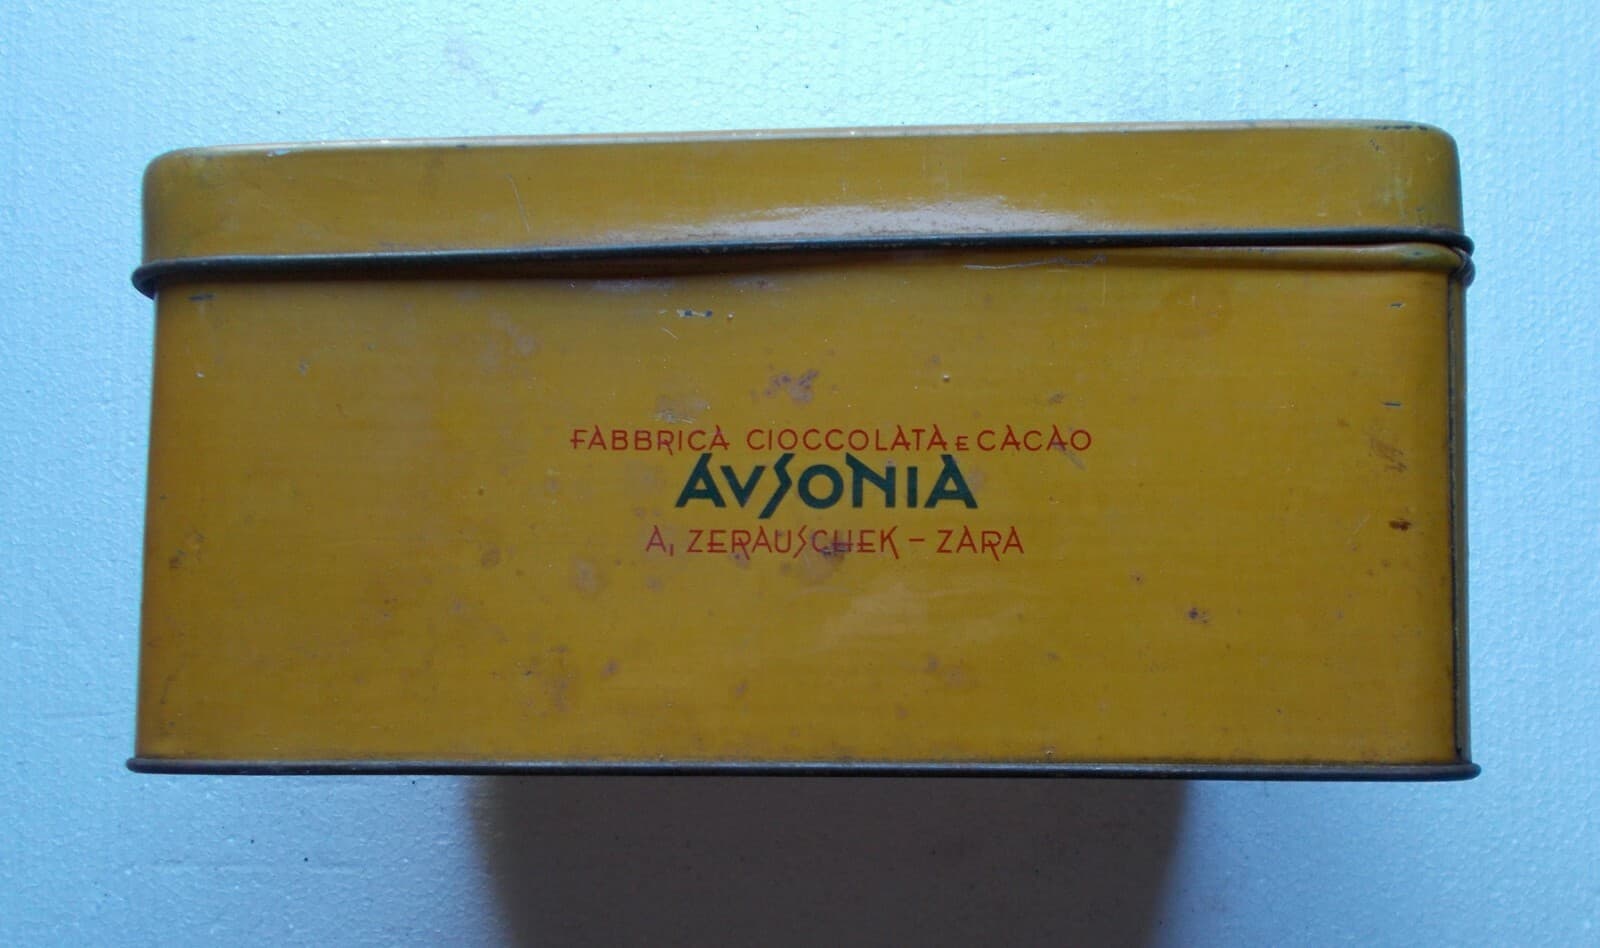 FABBRICA CIOCCOLATA E CACAO
AVSONIA
A, ZERAUSCHEK - ZARA